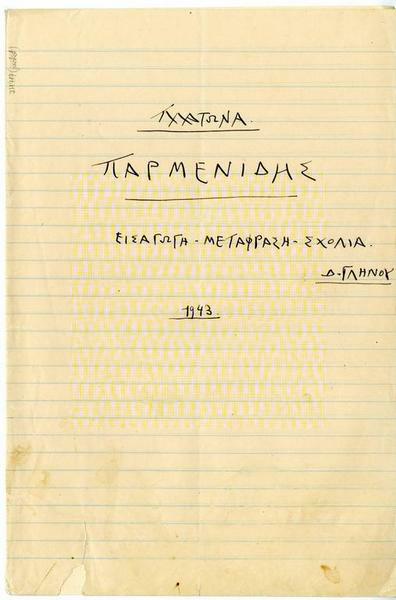 ΠΛΑΤΩΝΑ.
ΠΑΡΜΕΝΙΔΗΣ
ΕΙΣΑΓΩΓΗ - ΜΕΤΑΦΡΑΣΗ - ΣΧΟΛΙΑ.
Δ. ΓΛΗΝΟΥ
1943.